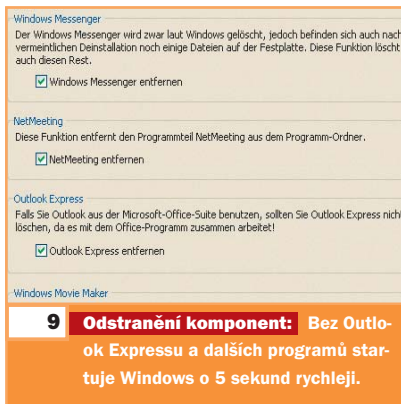 Windows Messenger
Der Windows Messenger wird zwar laut Windows gelöscht, jedoch befinden sich auch nach
vermeintlichen Deinstallation noch einige Dateien auf der Festplatte. Diese Funktion löscht
auch diesen Rest.
Windows Messenger entfernen
NetMeeting
Diese Funktion entfernt den Programmteil NetMeeting aus dem Programm-Ordner.
NetMeeting entfernen
Outlook Express
Falls Sie Outlook aus der Microsoft-Office-Suite benutzen, sollten Sie Outlook Express nicht
löschen, da es mit dem Office-Programm zusammen arbeitet!
Outlook Express entfernen
Windows Movie Maker
9 Odstranění komponent: Bez Outlo-
ok Expressu a dalších programů star-
tuje Windows o 5 sekund rychleji.